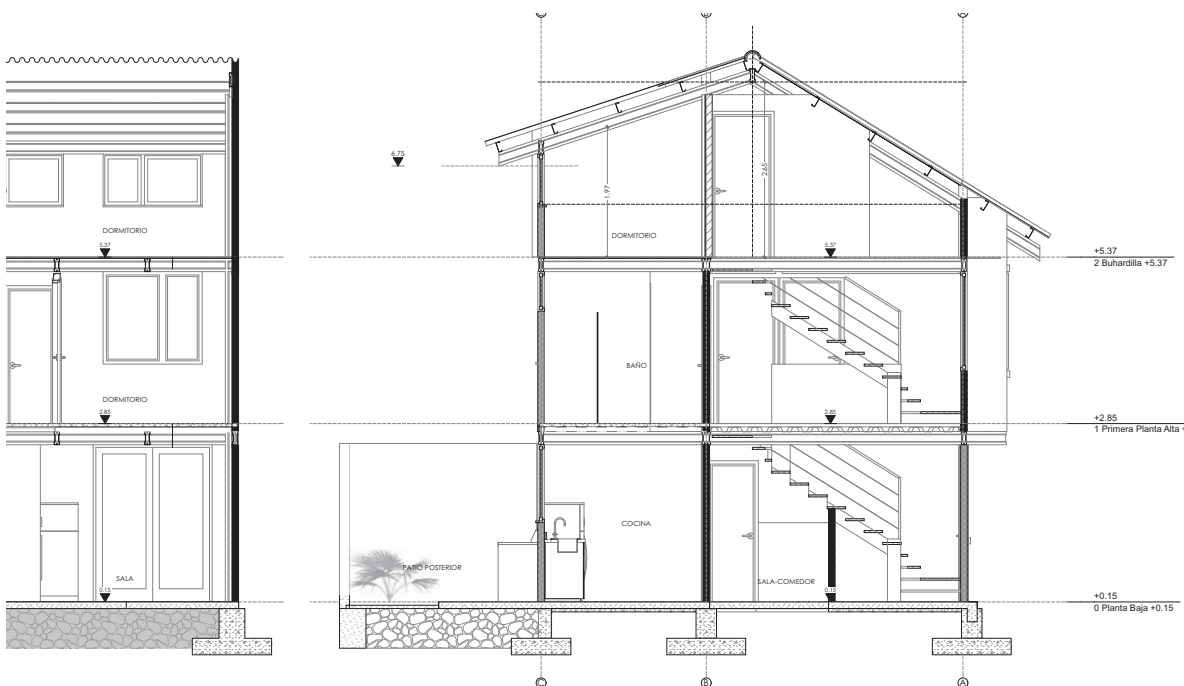 C
B
A
6.75
1.97
2.65
DORMITORIO
DORMITORIO
5.37
5.37
+5.37
2 Buhardilla +5.37
BAÑO
DORMITORIO
2.85
2.85
+2.85
1 Primera Planta Alta +
COCINA
SALA
PATIO POSTERIOR
SALA-COMEDOR
0.15
0.15
+0.15
0 Planta Baja +0.15
C
B
A